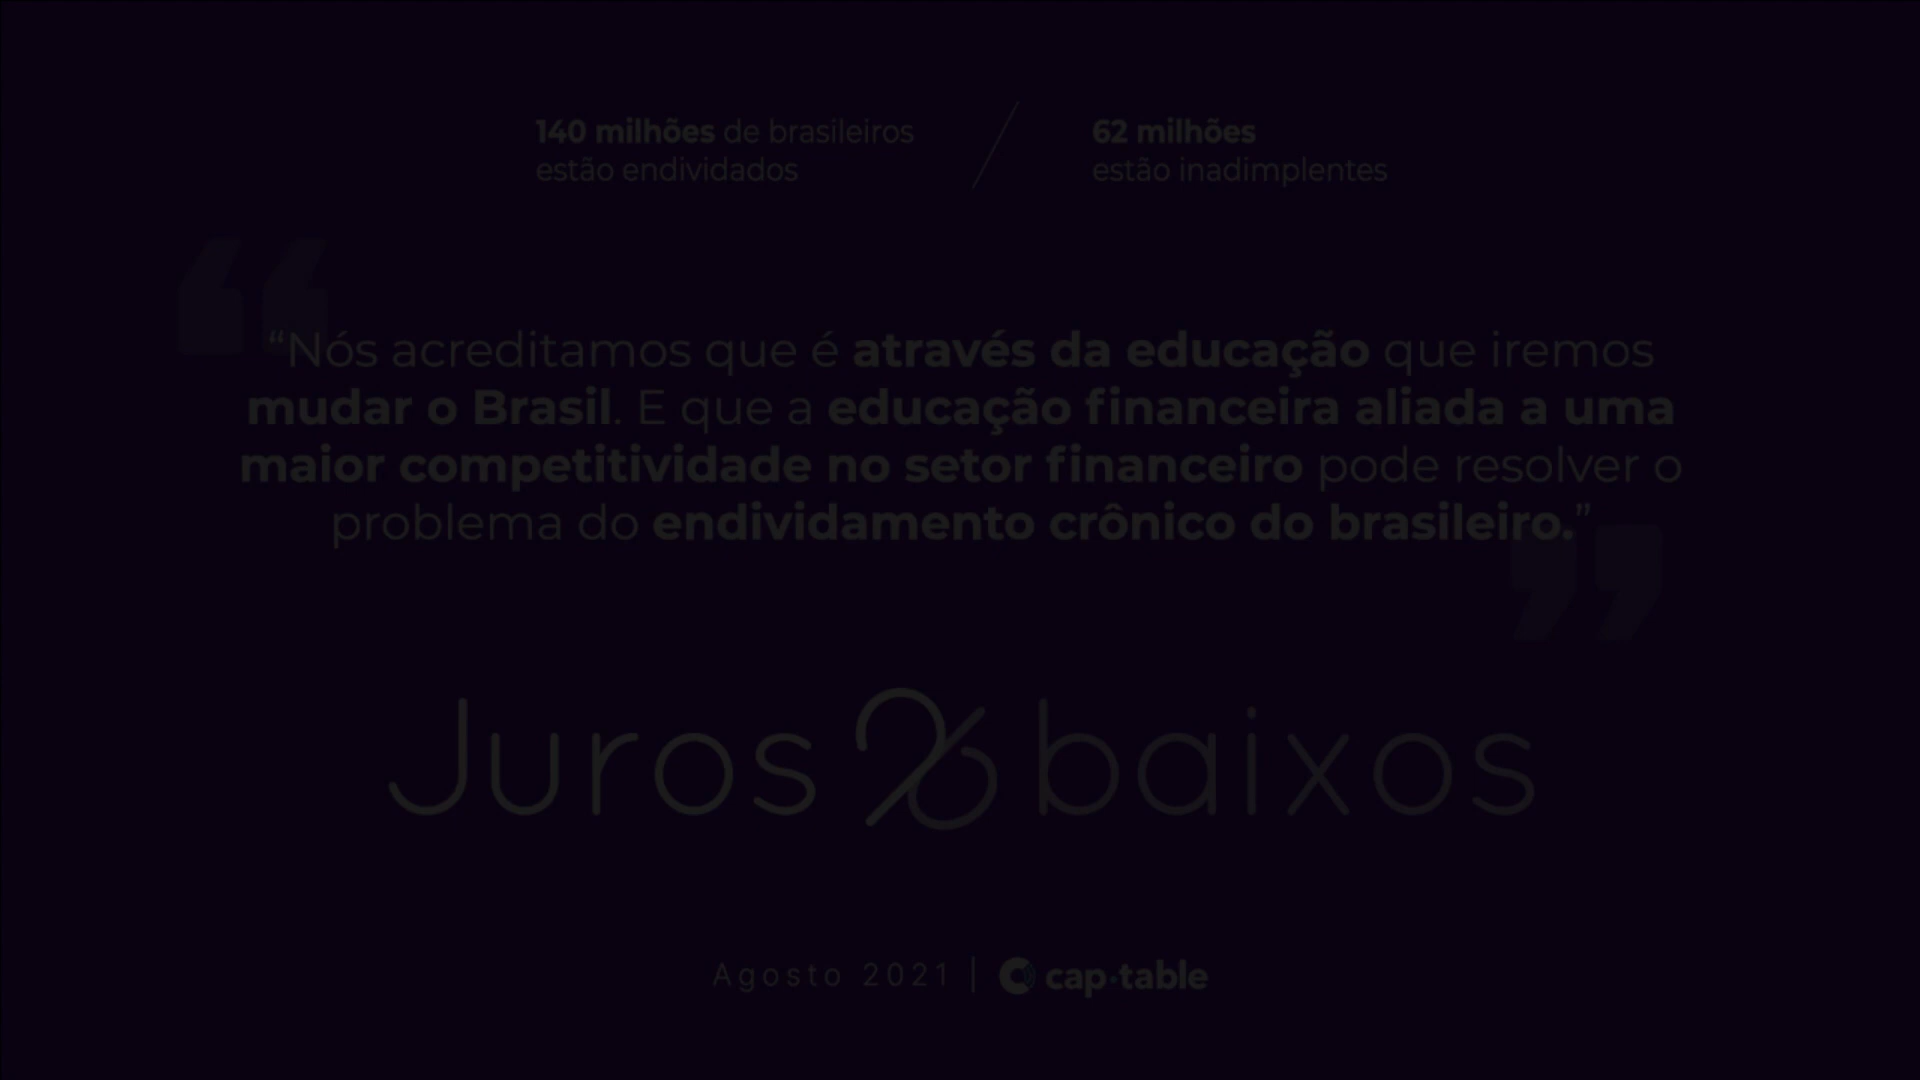 140 milhões de brasileiros
estão endividados
62 milhões
estão inadimplentes
“Nós acreditamos que é através da educação que iremos
mudar o Brasil. E que a educação financeira aliada a uma
maior competitividade no setor financeiro pode resolver o
problema do endividamento crônico do brasileiro.”
Juros baixos
Agosto 2021 | cap·table